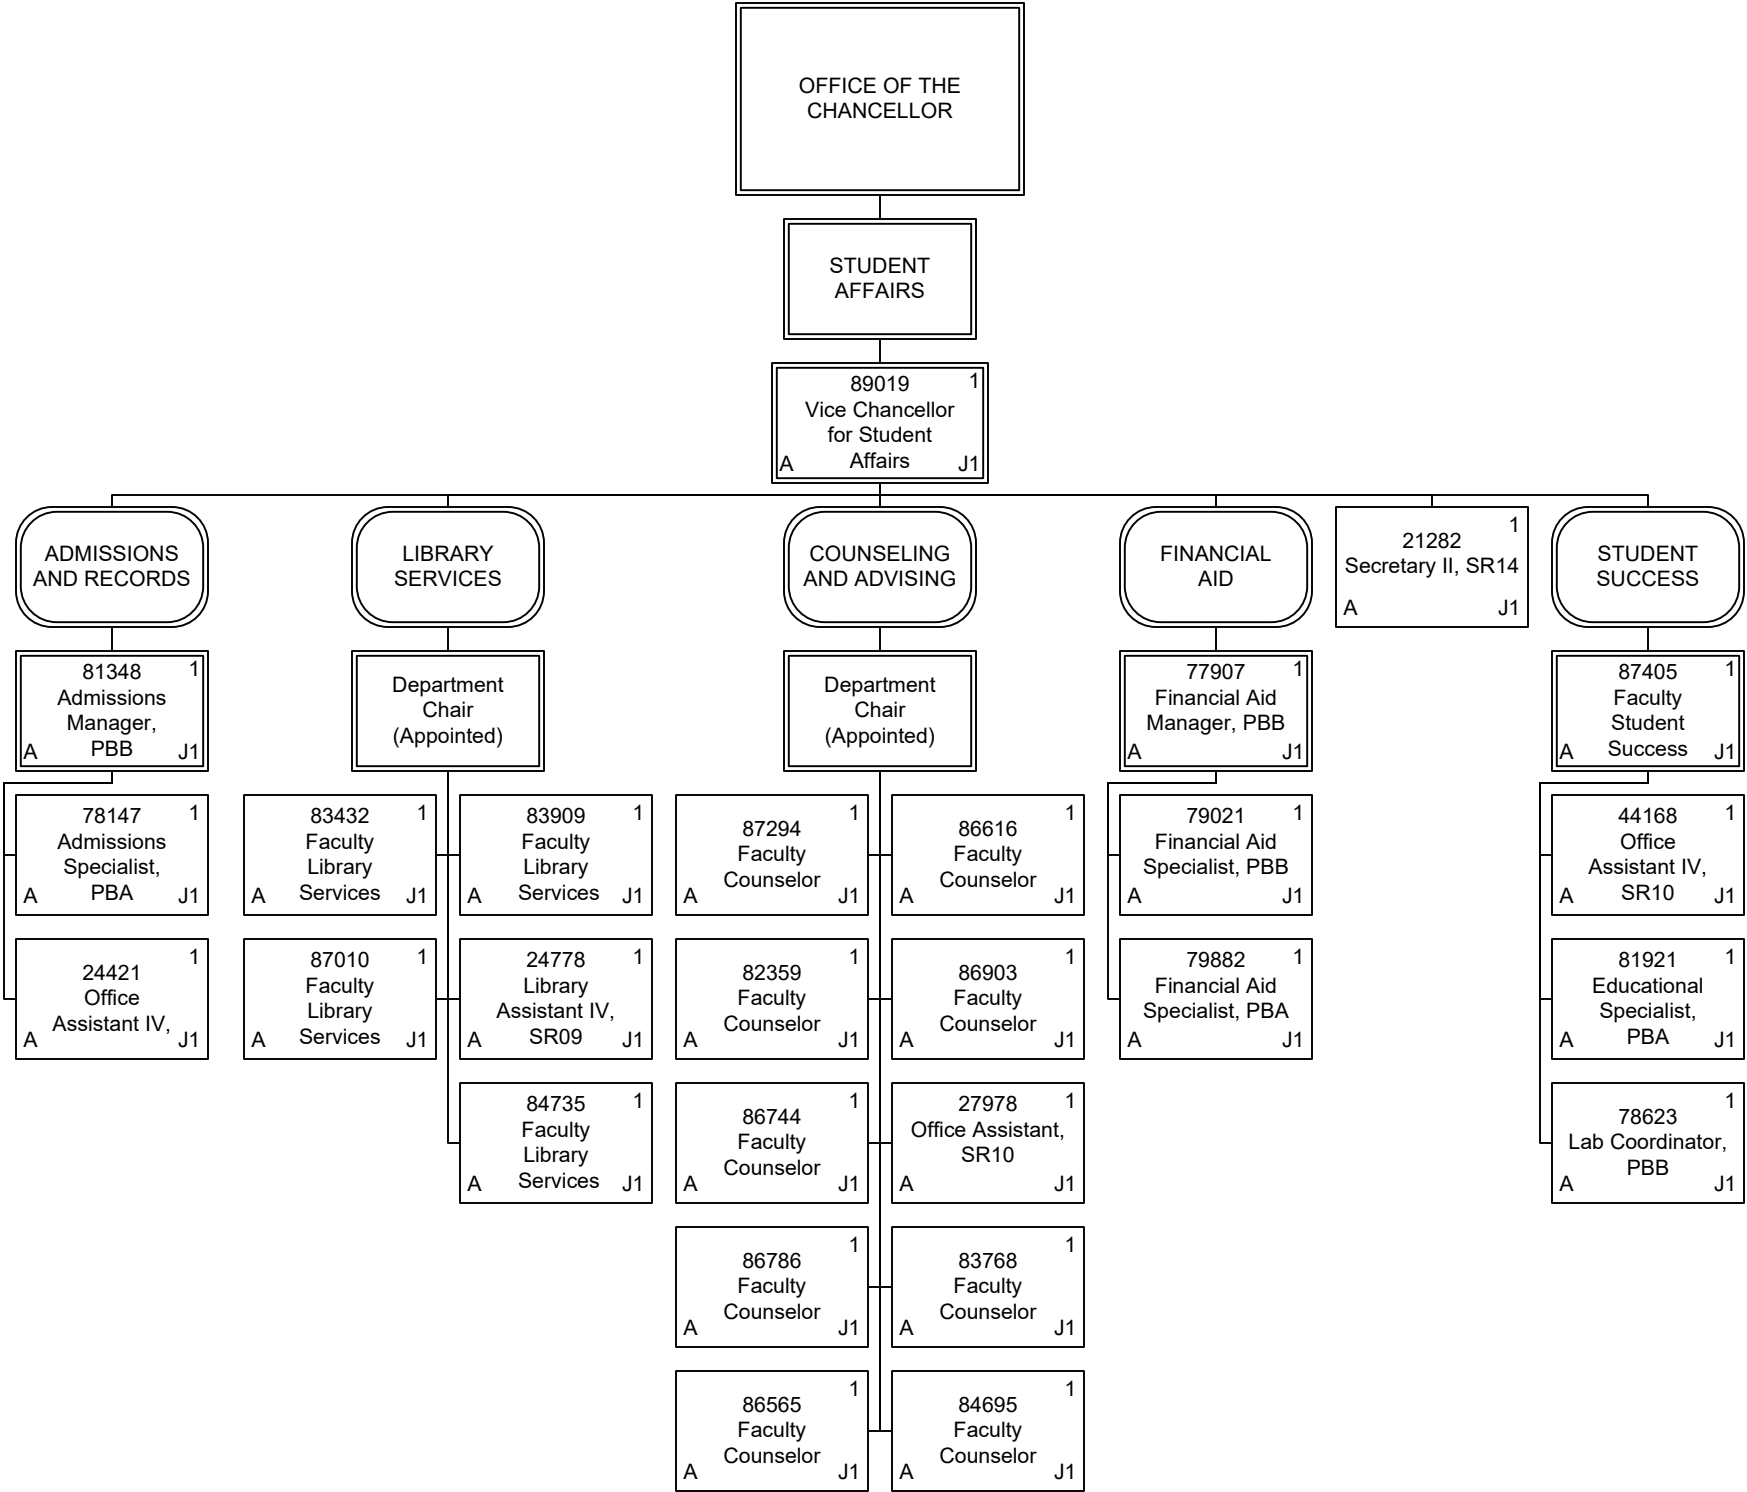 OFFICE OF THE
CHANCELLOR
STUDENT
AFFAIRS
89019 1
Vice Chancellor
for Student
A Affairs J1
ADMISSIONS
AND RECORDS
LIBRARY
SERVICES
COUNSELING
AND ADVISING
FINANCIAL
AID
1
21282
Secretary II, SR14
A J1
STUDENT
SUCCESS
81348 1
Admissions
Manager,
A PBB J1
Department
Chair
(Appointed)
Department
Chair
(Appointed)
77907 1
Financial Aid
Manager, PBB
A J1
87405 1
Faculty
Student
A Success J1
78147 1
Admissions
Specialist,
A PBA J1
83432 1
Faculty
Library
A Services J1
83909 1
Faculty
Library
A Services J1
1
87294
Faculty
Counselor
A J1
1
86616
Faculty
Counselor
A J1
79021 1
Financial Aid
Specialist, PBB
A J1
44168 1
Office
Assistant IV,
A SR10 J1
1
24421
Office
Assistant IV,
A J1
87010 1
Faculty
Library
A Services J1
24778 1
Library
Assistant IV,
A SR09 J1
1
82359
Faculty
Counselor
A J1
1
86903
Faculty
Counselor
A J1
79882 1
Financial Aid
Specialist, PBA
A J1
81921 1
Educational
Specialist,
A PBA J1
84735 1
Faculty
Library
A Services J1
1
86744
Faculty
Counselor
A J1
27978 1
Office Assistant,
SR10
A J1
1
78623
Lab Coordinator,
PBB
A J1
1
86786
Faculty
Counselor
A J1
1
83768
Faculty
Counselor
A J1
1
86565
Faculty
Counselor
A J1
1
84695
Faculty
Counselor
A J1